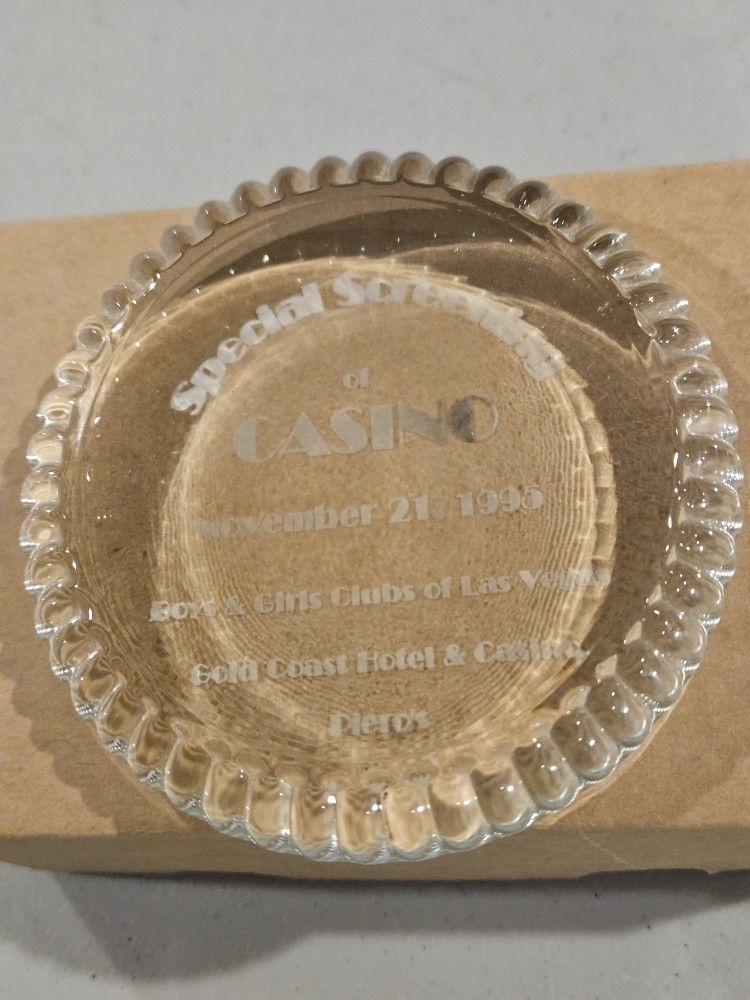 Special Screening
of
CASINO
November 21, 1995
Boys & Girls Clubs of Las Vegas
Gold Coast Hotel & Casino
Piero's